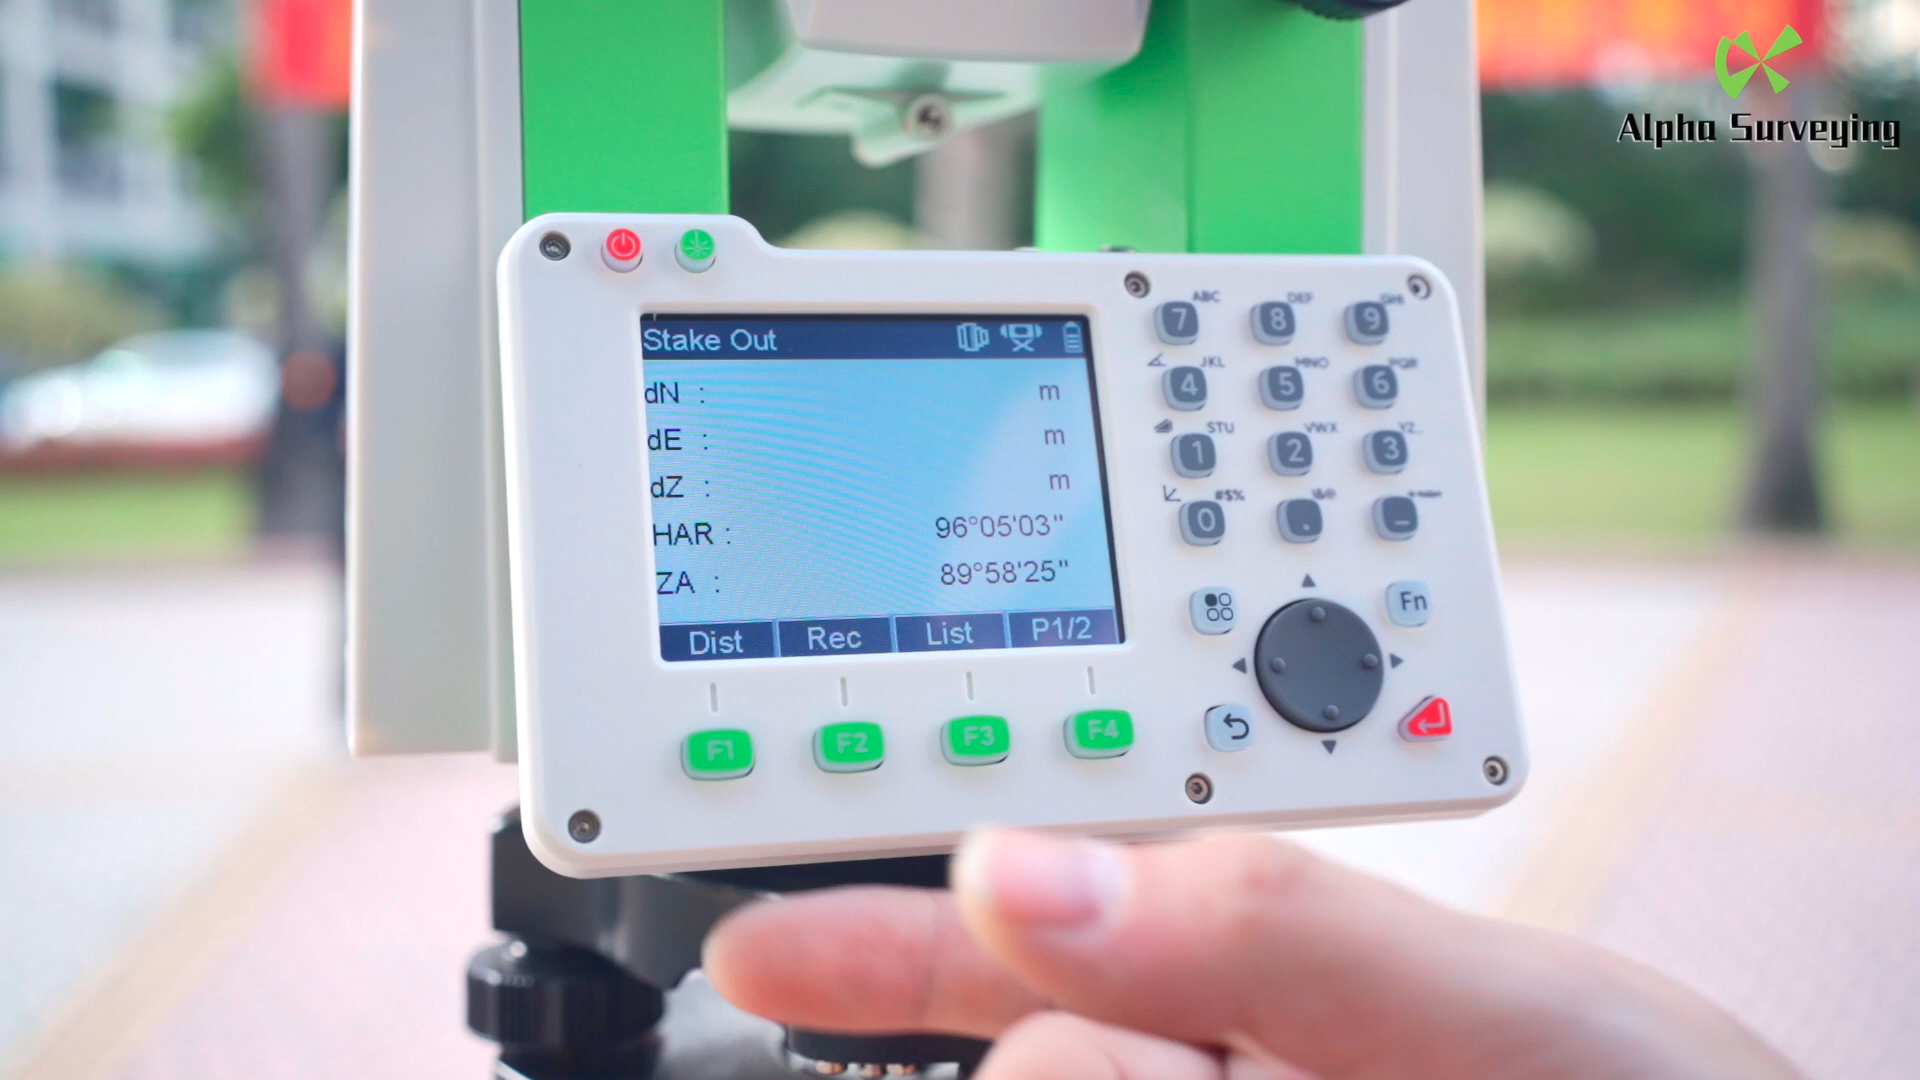 Alpha Surveying
Stake Out
dN : m
dE : m
dZ : m
HAR : 96°05'03"
ZA : 89°58'25"
Dist Rec List P1/2
F1 F2 F3 F4
ABC DEF GHI
7 8 9
JKL MNO PQR
4 5 6
STU VWX YZ_
1 2 3
#$%
0 . _
Fn